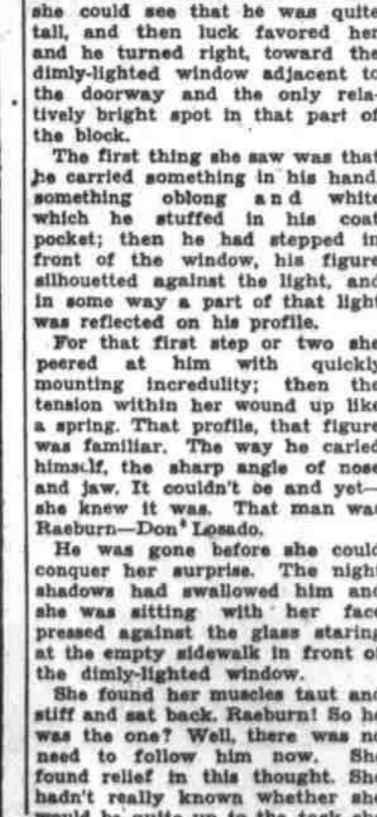 she could see that he was quite
tall, and then luck favored her
and he turned right, toward the
dimly-lighted window adjacent to
the doorway and the only rela-
tively bright spot in that part of
the block.
The first thing she saw was that
he carried something in his hand
something oblong and white
which he stuffed in his coat
pocket; then he had stepped in
front of the window, his figure
silhouetted against the light, and
in some way a part of that light
was reflected on his profile.
For that first step or two she
peered at him with quickly
mounting incredulity; then the
tension within her wound up like
a spring. That profile, that figure
was familiar. The way he caried
himself, the sharp angle of nose
and jaw. It couldn't be and yet—
she knew it was. That man was
Raeburn—Don' Losado.
He was gone before she could
conquer her surprise. The night
shadows had swallowed him and
she was sitting with her face
pressed against the glass staring
at the empty sidewalk in front of
the dimly-lighted window.
She found her muscles taut and
stiff and sat back. Raeburn! So he
was the one? Well, there was no
need to follow him now. She
found relief in this thought. She
hadn't really known whether she
would be quite up to the task she